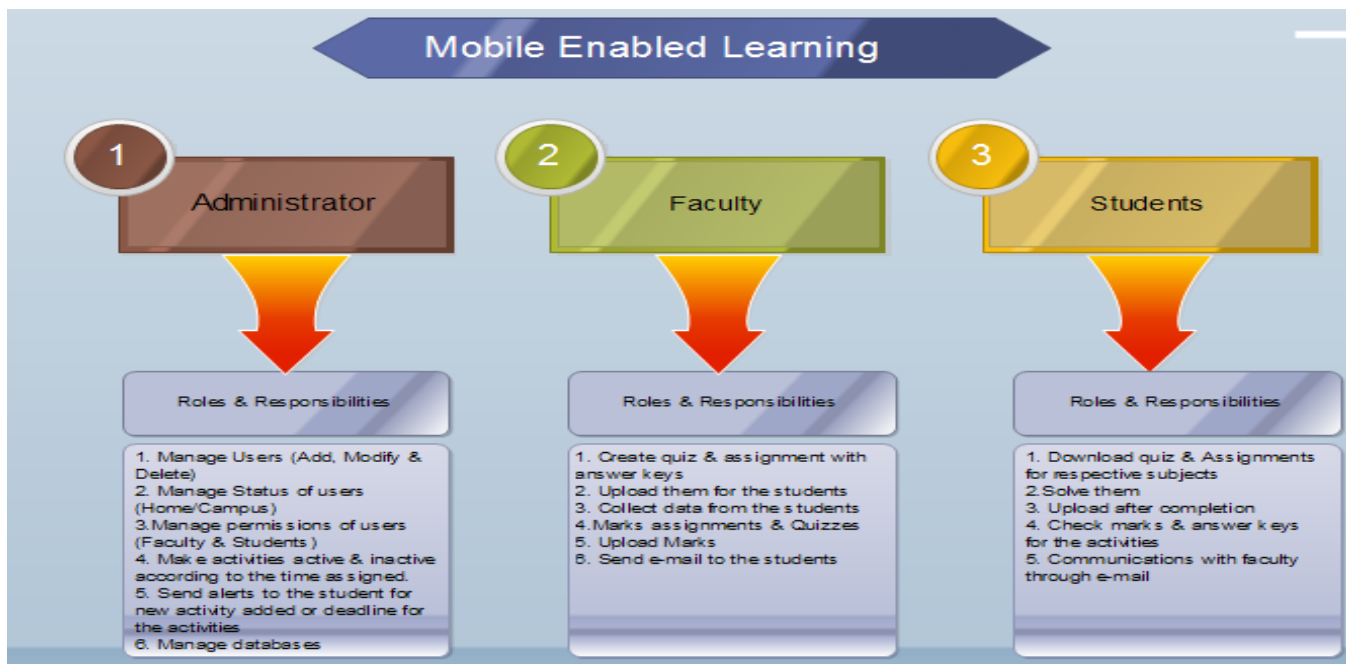 Mobile Enabled Learning
1
Administrator
Roles & Responsibilities
1. Manage Users (Add, Modify &
Delete)
2. Manage Status of users
(Home/Campus)
3.Manage permissions of users
(Faculty & Students )
4. Make activities active & inactive
according to the time assigned.
5. Send alerts to the student for
new activity added or deadline for
the activities
6. Manage databases
2
Faculty
Roles & Responsibilities
1. Create quiz & assignment with
answer keys
2. Upload them for the students
3. Collect data from the students
4.Marks assignments & Quizzes
5. Upload Marks
6. Send e-mail to the students
3
Students
Roles & Responsibilities
1. Download quiz & Assignments
for respective subjects
2.Solve them
3. Upload after completion
4. Check marks & answer keys
for the activities
5. Communications with faculty
through e-mail